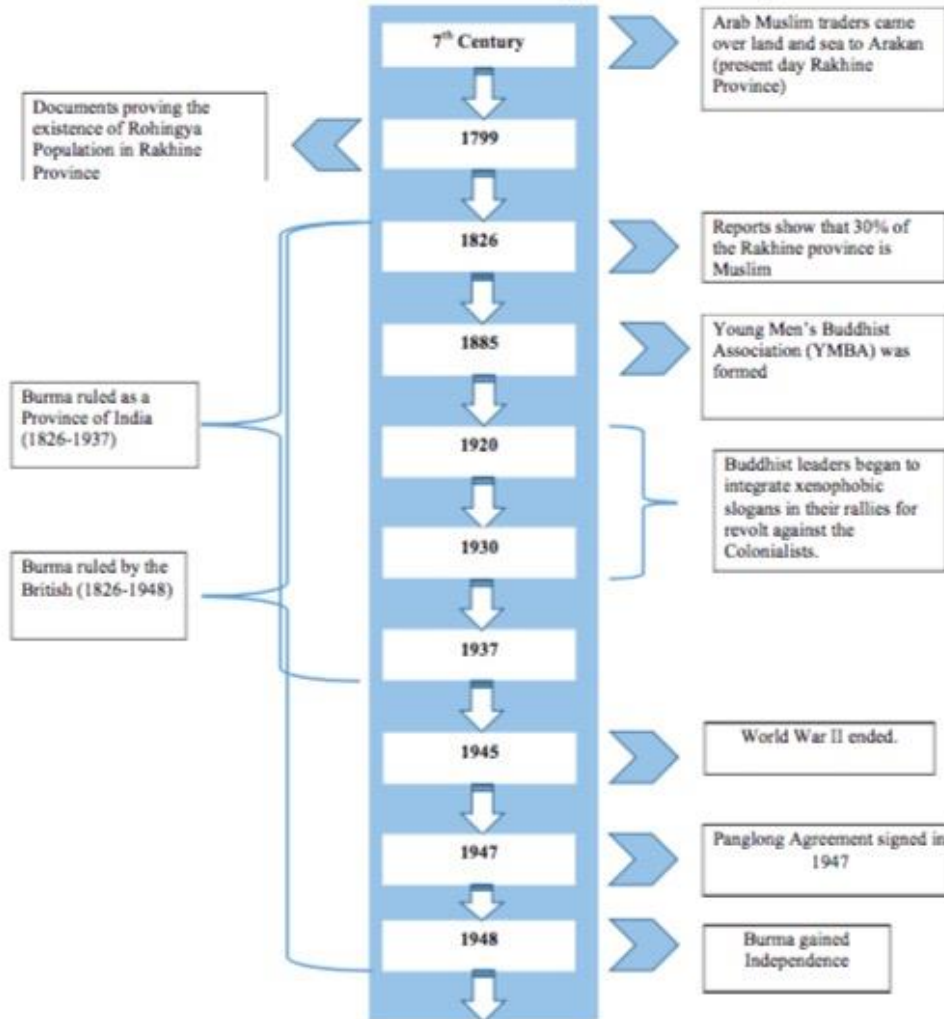 7th Century
Arab Muslim traders came
over land and sea to Arakan
(present day Rakhine
Province)
Documents proving the
existence of Rohingya
Population in Rakhine
Province
1799
1826
Reports show that 30% of
the Rakhine province is
Muslim
1885
Young Men's Buddhist
Association (YMBA) was
formed
Burma ruled as a
Province of India
(1826-1937)
1920
Buddhist leaders began to
integrate xenophobic
slogans in their rallies for
revolt against the
Colonialists.
1930
Burma ruled by the
British (1826-1948)
1937
1945
World War II ended.
1947
Panglong Agreement signed in
1947
1948
Burma gained
Independence